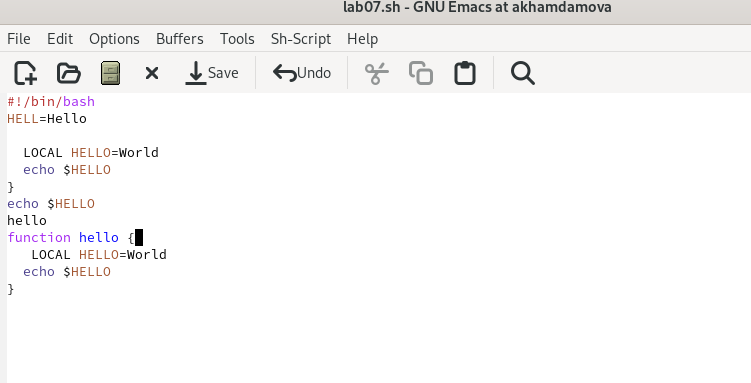 lab07.sh - GNU Emacs at akhamdamova
File Edit Options Buffers Tools Sh-Script Help
Save Undo
#!/bin/bash
HELL=Hello

  LOCAL HELLO=World
  echo $HELLO
}
echo $HELLO
hello
function hello {
   LOCAL HELLO=World
  echo $HELLO
}